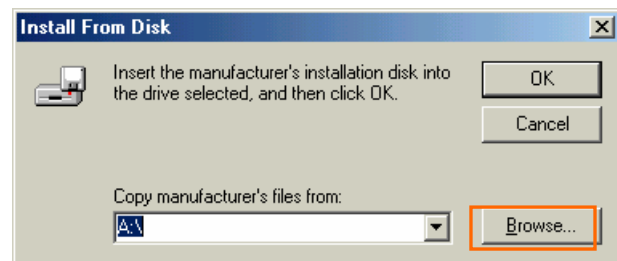 Install From Disk
Insert the manufacturer's installation disk into
the drive selected, and then click OK.
OK
Cancel
Copy manufacturer's files from:
A:\
Browse...